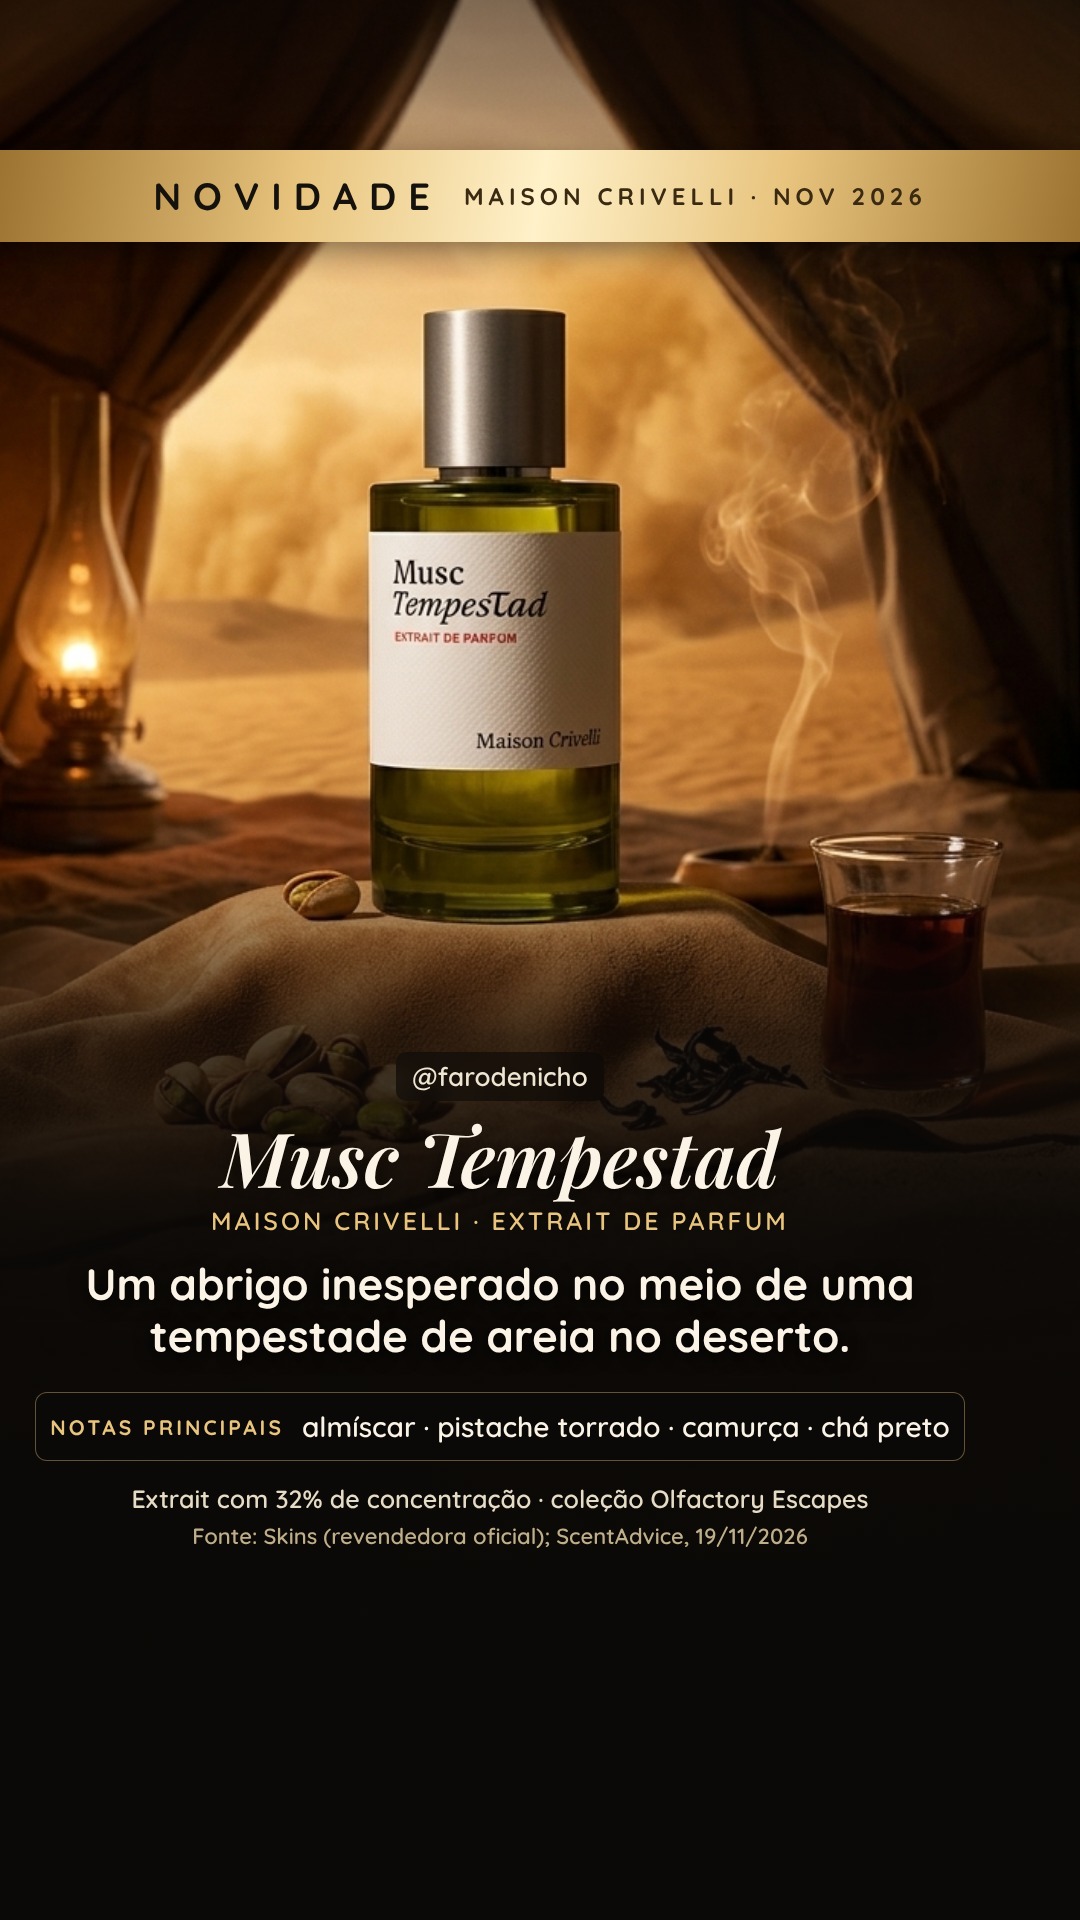 NOVIDADE MAISON CRIVELLI · NOV 2026
Musc
Tempestad
EXTRAIT DE PARFOM
Maison Crivelli
@farodenicho
Musc Tempestad
MAISON CRIVELLI · EXTRAIT DE PARFUM
Um abrigo inesperado no meio de uma
tempestade de areia no deserto.
NOTAS PRINCIPAIS almíscar · pistache torrado · camurça · chá preto
Extrait com 32% de concentração · coleção Olfactory Escapes
Fonte: Skins (revendedora oficial); ScentAdvice, 19/11/2026